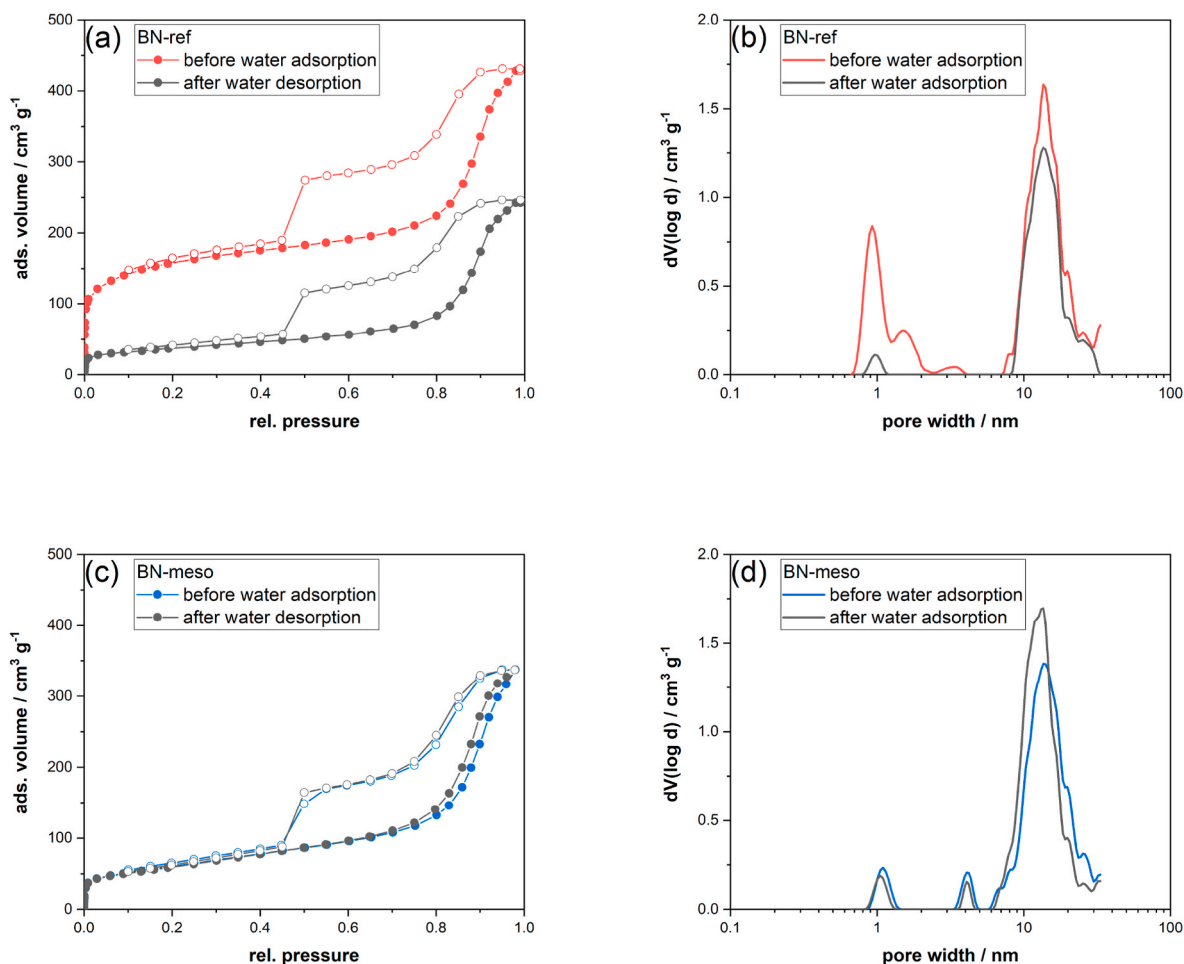 (a)
BN-ref
before water adsorption
after water desorption
500
400
300
200
100
0
ads. volume / cm³ g⁻¹
0.0 0.2 0.4 0.6 0.8 1.0
rel. pressure
(b)
BN-ref
before water adsorption
after water adsorption
2.0
1.5
1.0
0.5
0.0
dV(log d) / cm³ g⁻¹
0.1 1 10 100
pore width / nm
(c)
BN-meso
before water adsorption
after water desorption
500
400
300
200
100
0
ads. volume / cm³ g⁻¹
0.0 0.2 0.4 0.6 0.8 1.0
rel. pressure
(d)
BN-meso
before water adsorption
after water adsorption
2.0
1.5
1.0
0.5
0.0
dV(log d) / cm³ g⁻¹
0.1 1 10 100
pore width / nm